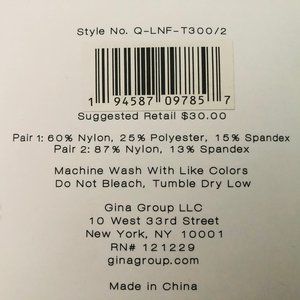 Style No. Q-LNF-T300/2
1 94587 09785 7
Suggested Retail $30.00
Pair 1: 60% Nylon, 25% Polyester, 15% Spandex
Pair 2: 87% Nylon, 13% Spandex
Machine Wash With Like Colors
Do Not Bleach, Tumble Dry Low
Gina Group LLC
10 West 33rd Street
New York, NY 10001
RN# 121229
ginagroup.com
Made in China